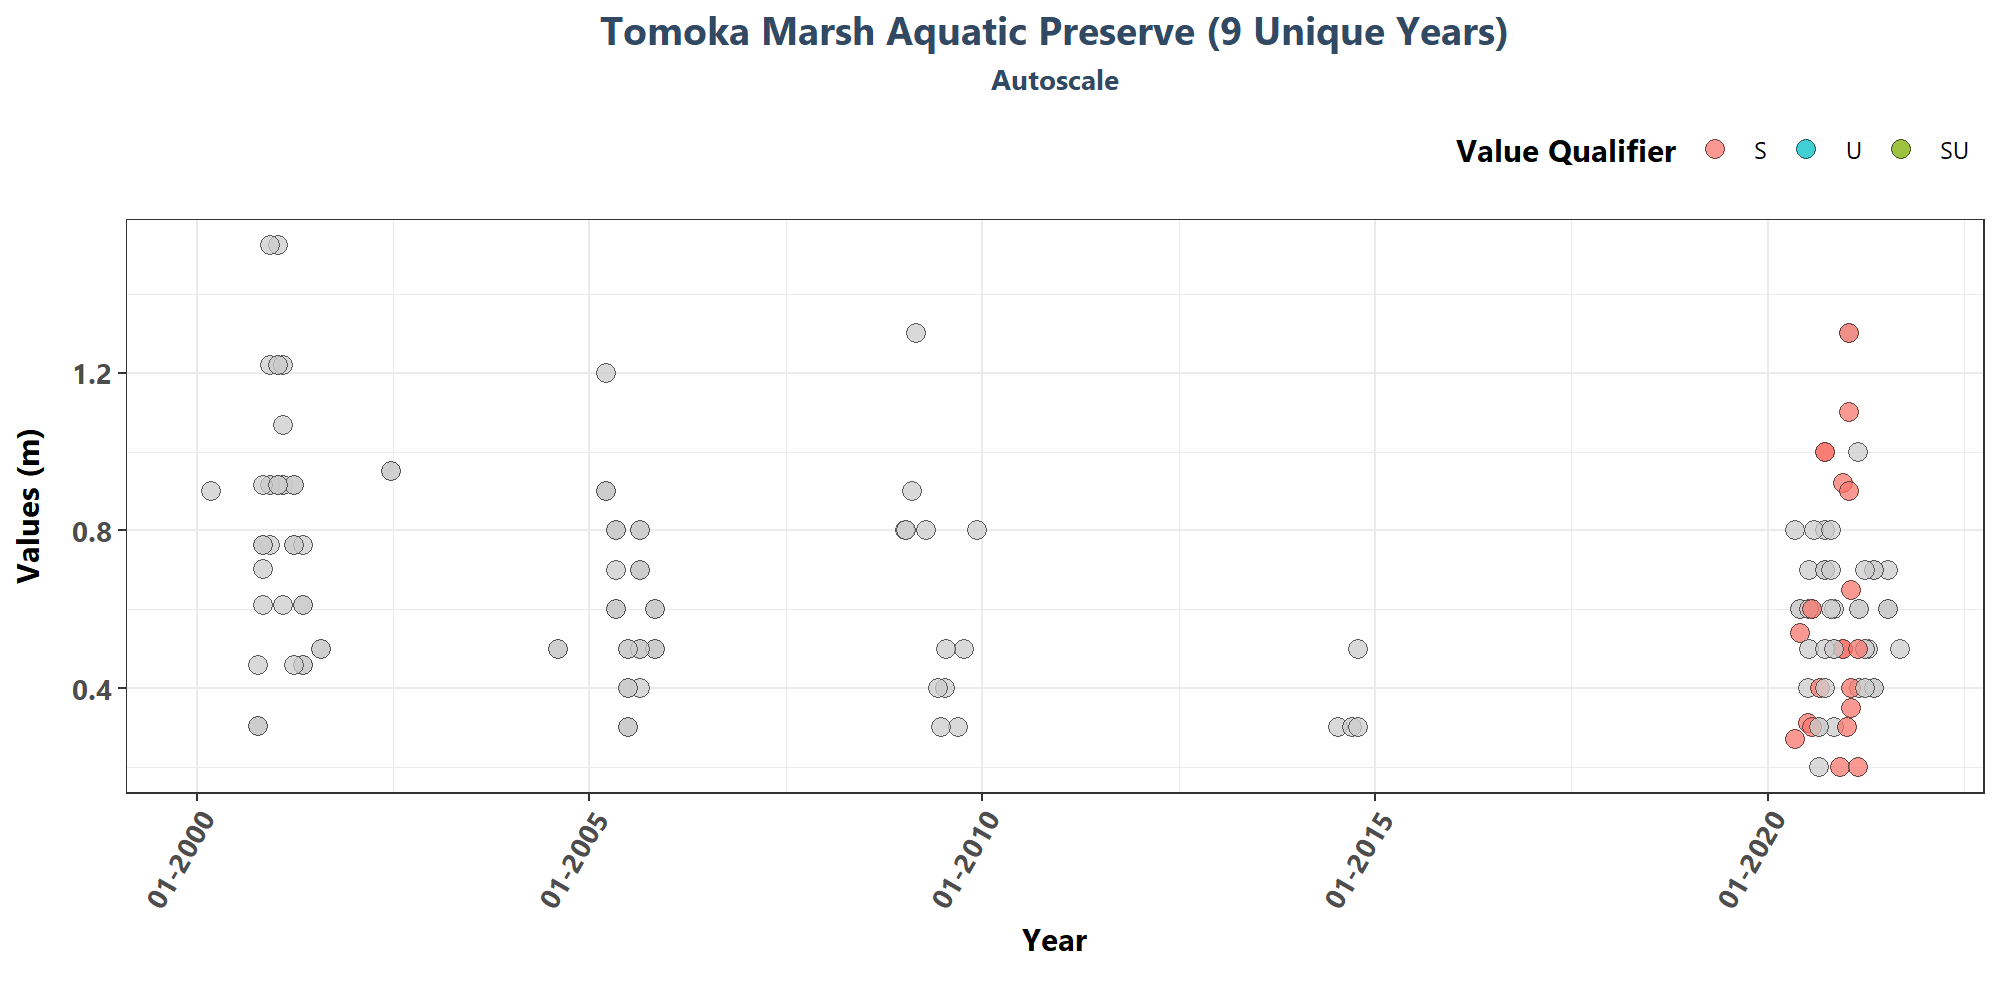 Tomoka Marsh Aquatic Preserve (9 Unique Years)
Autoscale
Value Qualifier S U SU
Values (m)
1.2
0.8
0.4
01-2000 01-2005 01-2010 01-2015 01-2020
Year